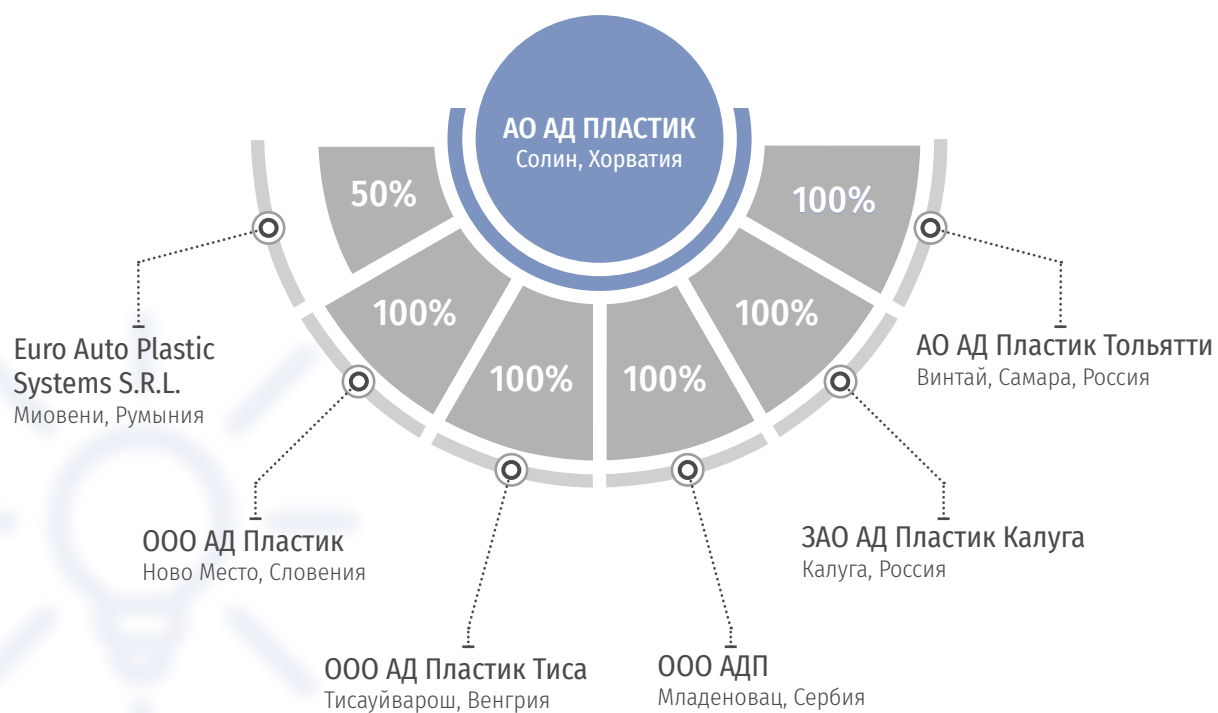 АО АД ПЛАСТИК
Солин, Хорватия
50%
100%
100%
100%
100%
100%
Euro Auto Plastic
Systems S.R.L.
Миовени, Румыния
ООО АД Пластик
Ново Место, Словения
ООО АД Пластик Тиса
Тисауйварош, Венгрия
ООО АДП
Младеновац, Сербия
ЗАО АД Пластик Калуга
Калуга, Россия
АО АД Пластик Тольятти
Винтай, Самара, Россия